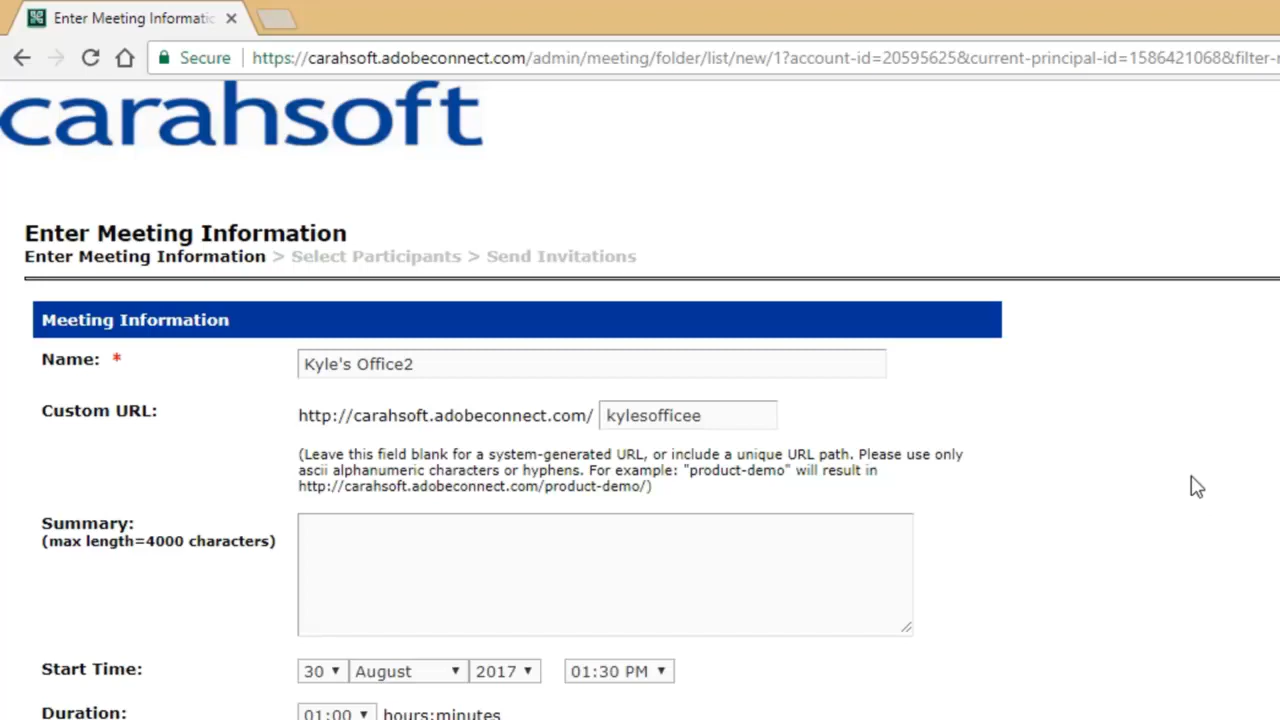 Enter Meeting Informatic
Secure https://carahsoft.adobeconnect.com/admin/meeting/folder/list/new/1?account-id=20595625&current-principal-id=1586421068&filter-
carahsoft
Enter Meeting Information
Enter Meeting Information > Select Participants > Send Invitations
Meeting Information
Name: * Kyle's Office2
Custom URL: http://carahsoft.adobeconnect.com/ kylesofficee
(Leave this field blank for a system-generated URL, or include a unique URL path. Please use only
ascii alphanumeric characters or hyphens. For example: "product-demo" will result in
http://carahsoft.adobeconnect.com/product-demo/)
Summary:
(max length=4000 characters)
Start Time: 30 August 2017 01:30 PM
Duration: 01:00 hours:minutes